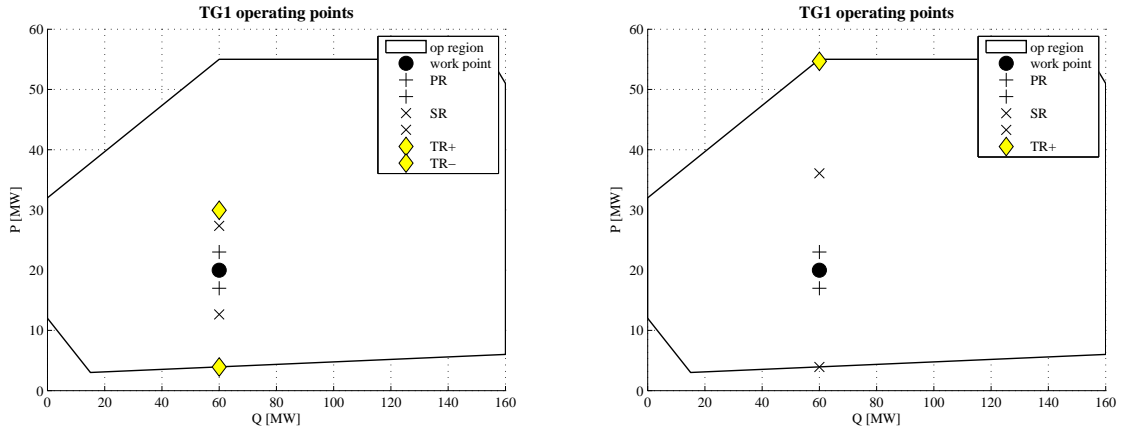 TG1 operating points
60
50
40
30
20
10
0
P [MW]
0 20 40 60 80 100 120 140 160
Q [MW]
op region
work point
PR
SR
TR+
TR−
TG1 operating points
60
50
40
30
20
10
0
P [MW]
0 20 40 60 80 100 120 140 160
Q [MW]
op region
work point
PR
SR
TR+